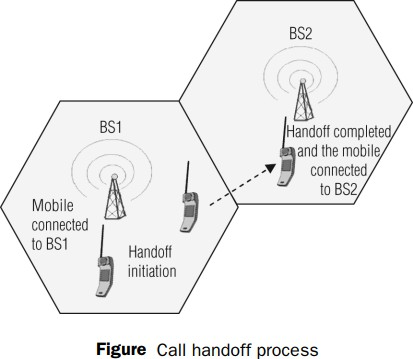 BS2
BS1
Handoff completed
and the mobile
connected
to BS2
Mobile
connected
to BS1
Handoff
initiation
Figure Call handoff process